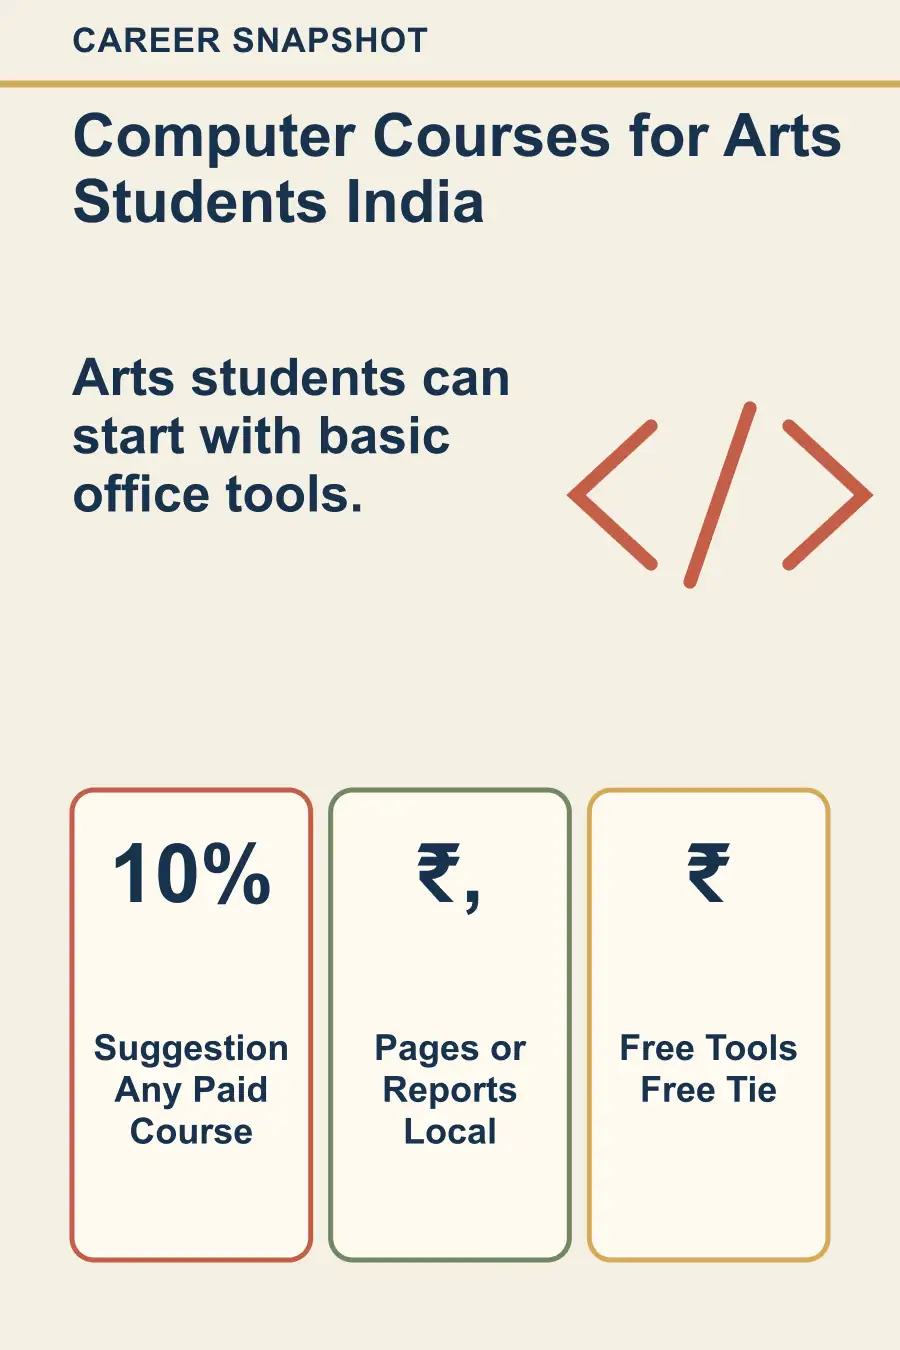 CAREER SNAPSHOT
Computer Courses for Arts
Students India
Arts students can
start with basic
office tools.
</>
10%
Suggestion
Any Paid
Course
₹,
Pages or
Reports
Local
₹
Free Tools
Free Tie